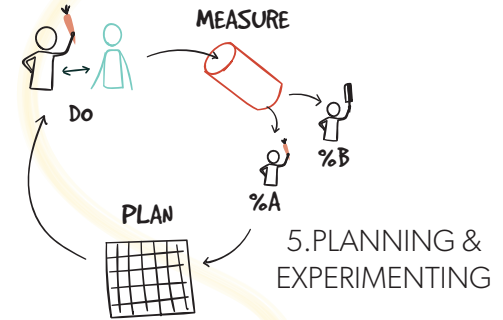 MEASURE
DO
%B
%A
PLAN
5.PLANNING &
EXPERIMENTING